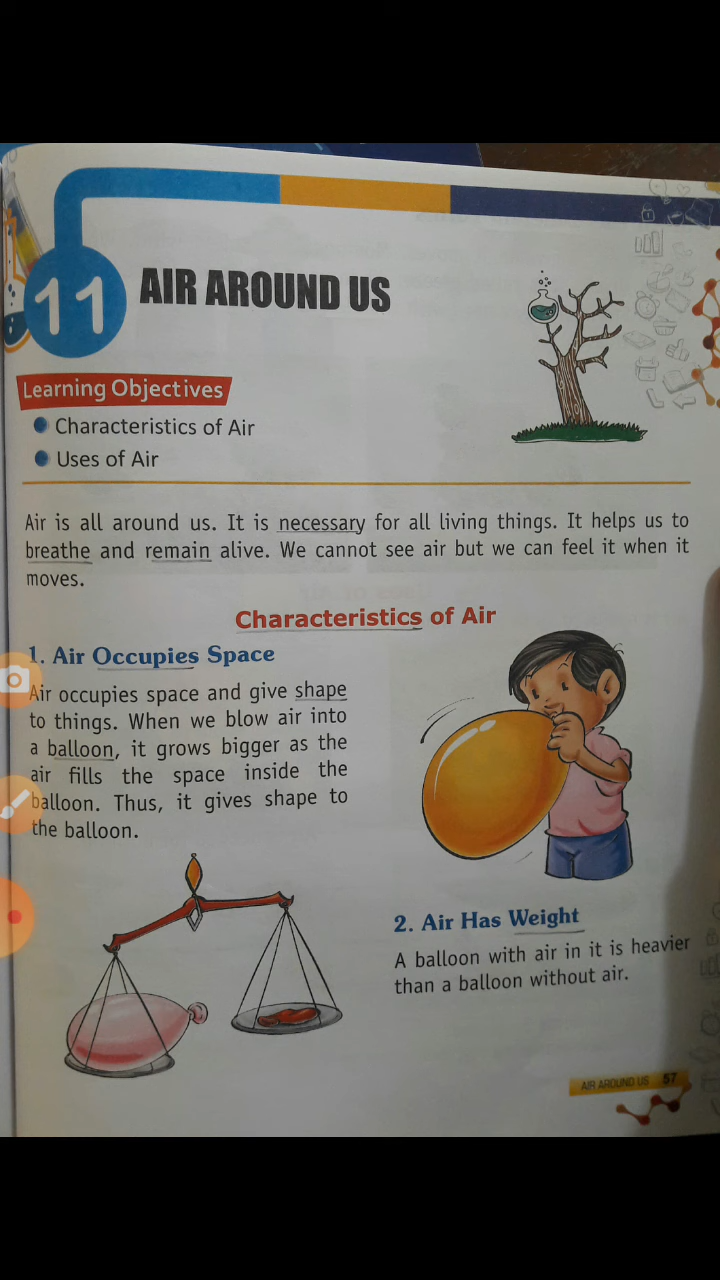 11
AIR AROUND US
Learning Objectives
Characteristics of Air
Uses of Air
Air is all around us. It is necessary for all living things. It helps us to
breathe and remain alive. We cannot see air but we can feel it when it
moves.
Characteristics of Air
1. Air Occupies Space
Air occupies space and give shape
to things. When we blow air into
a balloon, it grows bigger as the
air fills the space inside the
balloon. Thus, it gives shape to
the balloon.
2. Air Has Weight
A balloon with air in it is heavier
than a balloon without air.
AIR AROUND US 57